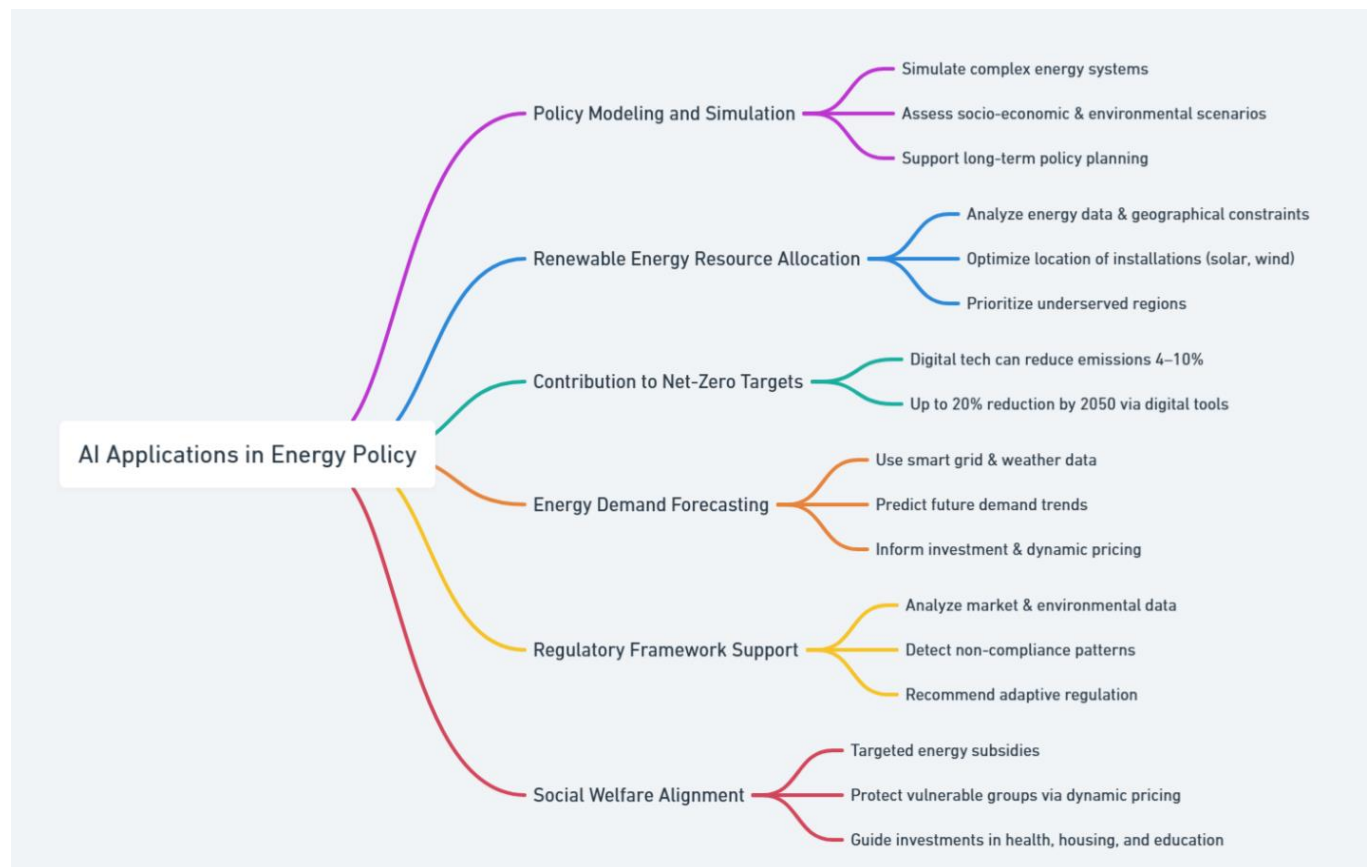 AI Applications in Energy Policy
Policy Modeling and Simulation
Simulate complex energy systems
Assess socio-economic & environmental scenarios
Support long-term policy planning
Renewable Energy Resource Allocation
Analyze energy data & geographical constraints
Optimize location of installations (solar, wind)
Prioritize underserved regions
Contribution to Net-Zero Targets
Digital tech can reduce emissions 4–10%
Up to 20% reduction by 2050 via digital tools
Energy Demand Forecasting
Use smart grid & weather data
Predict future demand trends
Inform investment & dynamic pricing
Regulatory Framework Support
Analyze market & environmental data
Detect non-compliance patterns
Recommend adaptive regulation
Social Welfare Alignment
Targeted energy subsidies
Protect vulnerable groups via dynamic pricing
Guide investments in health, housing, and education